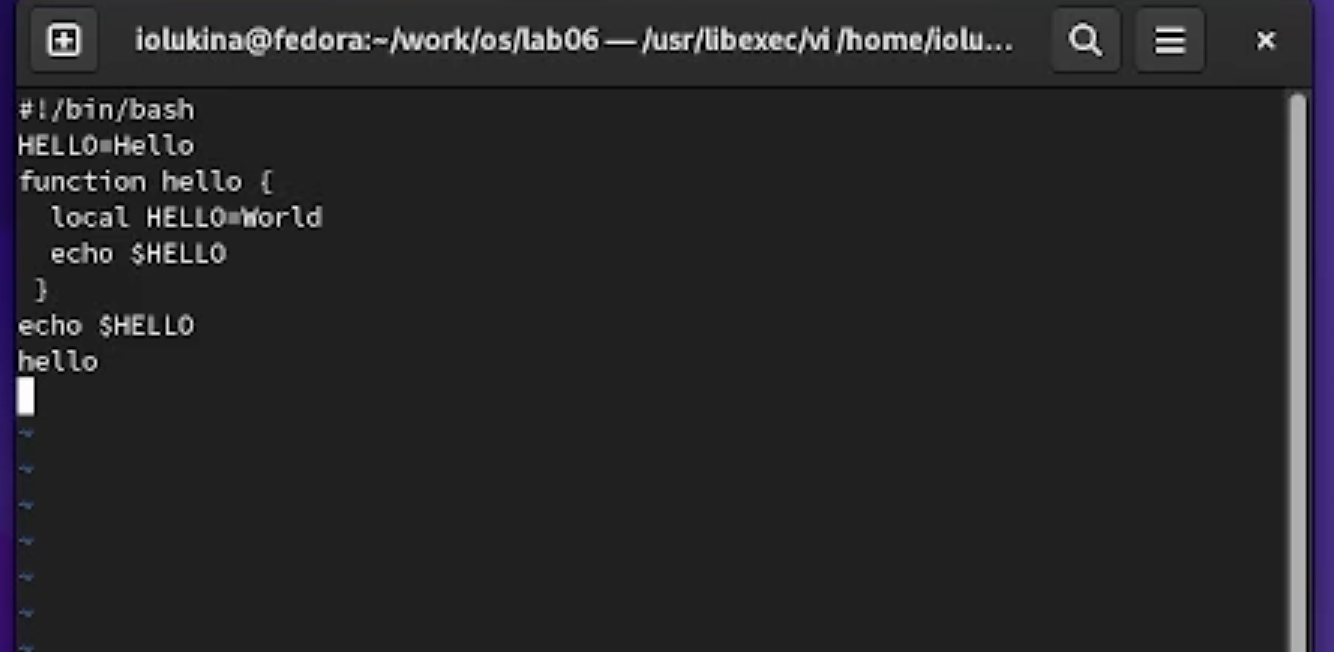 iolukina@fedora:~/work/os/lab06 — /usr/libexec/vi /home/iolu...
#!/bin/bash
HELLO=Hello
function hello {
  local HELLO=World
  echo $HELLO
 }
echo $HELLO
hello
~
~
~
~
~
~
~